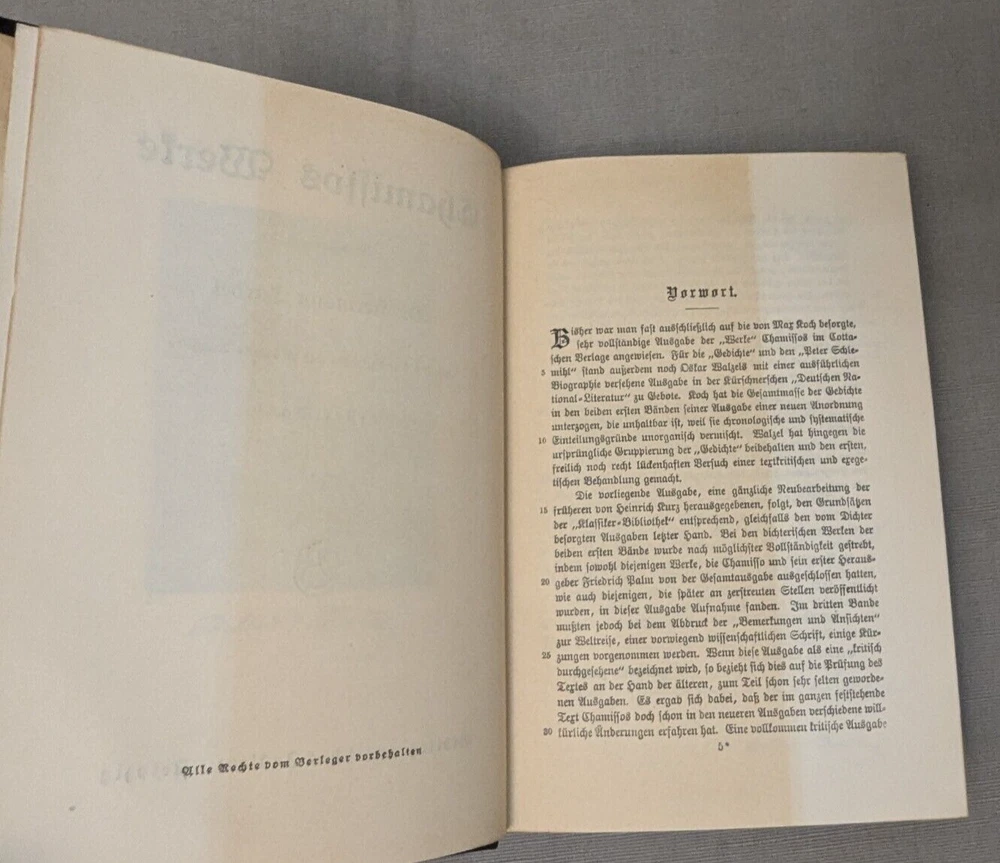 Alle Rechte vom Verleger vorbehalten
Vorwort.
Bisher war man fast ausschließlich auf die von Max Koch besorgte,
sehr vollständige Ausgabe der „Werke“ Chamissos im Cotta-
schen Verlage angewiesen. Für die „Gedichte“ und den „Peter Schle-
5 mihl“ stand außerdem noch Oskar Walzels mit einer ausführlichen
Biographie versehene Ausgabe in der Kürschnerschen „Deutschen Na-
tional-Literatur“ zu Gebote. Koch hat die Gesamtmasse der Gedichte
in den beiden ersten Bänden seiner Ausgabe einer neuen Anordnung
unterzogen, die unhaltbar ist, weil sie chronologische und systematische
10 Einteilungsgründe unorganisch vermischt. Walzel hat hingegen die
ursprüngliche Gruppierung der „Gedichte“ beibehalten und den ersten,
freilich noch recht lückenhaften Versuch einer textkritischen und exege-
tischen Behandlung gemacht.
Die vorliegende Ausgabe, eine gänzliche Neubearbeitung der
15 früheren von Heinrich Kurz herausgegebenen, folgt, den Grundsätzen
der „Klassiker-Bibliothek“ entsprechend, gleichfalls den vom Dichter
besorgten Ausgaben letzter Hand. Bei den dichterischen Werken der
beiden ersten Bände wurde nach möglichster Vollständigkeit gestrebt,
indem sowohl diejenigen Werke, die Chamisso und sein erster Heraus-
20 geber Friedrich Palm von der Gesamtausgabe ausgeschlossen hatten,
wie auch diejenigen, die später an zerstreuten Stellen veröffentlicht
wurden, in dieser Ausgabe Aufnahme fanden. Im dritten Bande
mußten jedoch bei dem Abdruck der „Bemerkungen und Ansichten“
zur Weltreise, einer vorwiegend wissenschaftlichen Schrift, einige Kür-
25 zungen vorgenommen werden. Wenn diese Ausgabe als eine „kritisch
durchgesehene“ bezeichnet wird, so bezieht sich dies auf die Prüfung des
Textes an der Hand der älteren, zum Teil schon sehr selten geworde-
nen Ausgaben. Es ergab sich dabei, daß der im ganzen feststehende
Text Chamissos doch schon in den neueren Ausgaben verschiedene will-
30 kürliche Änderungen erfahren hat. Eine vollkommen kritische Ausgabe
5*